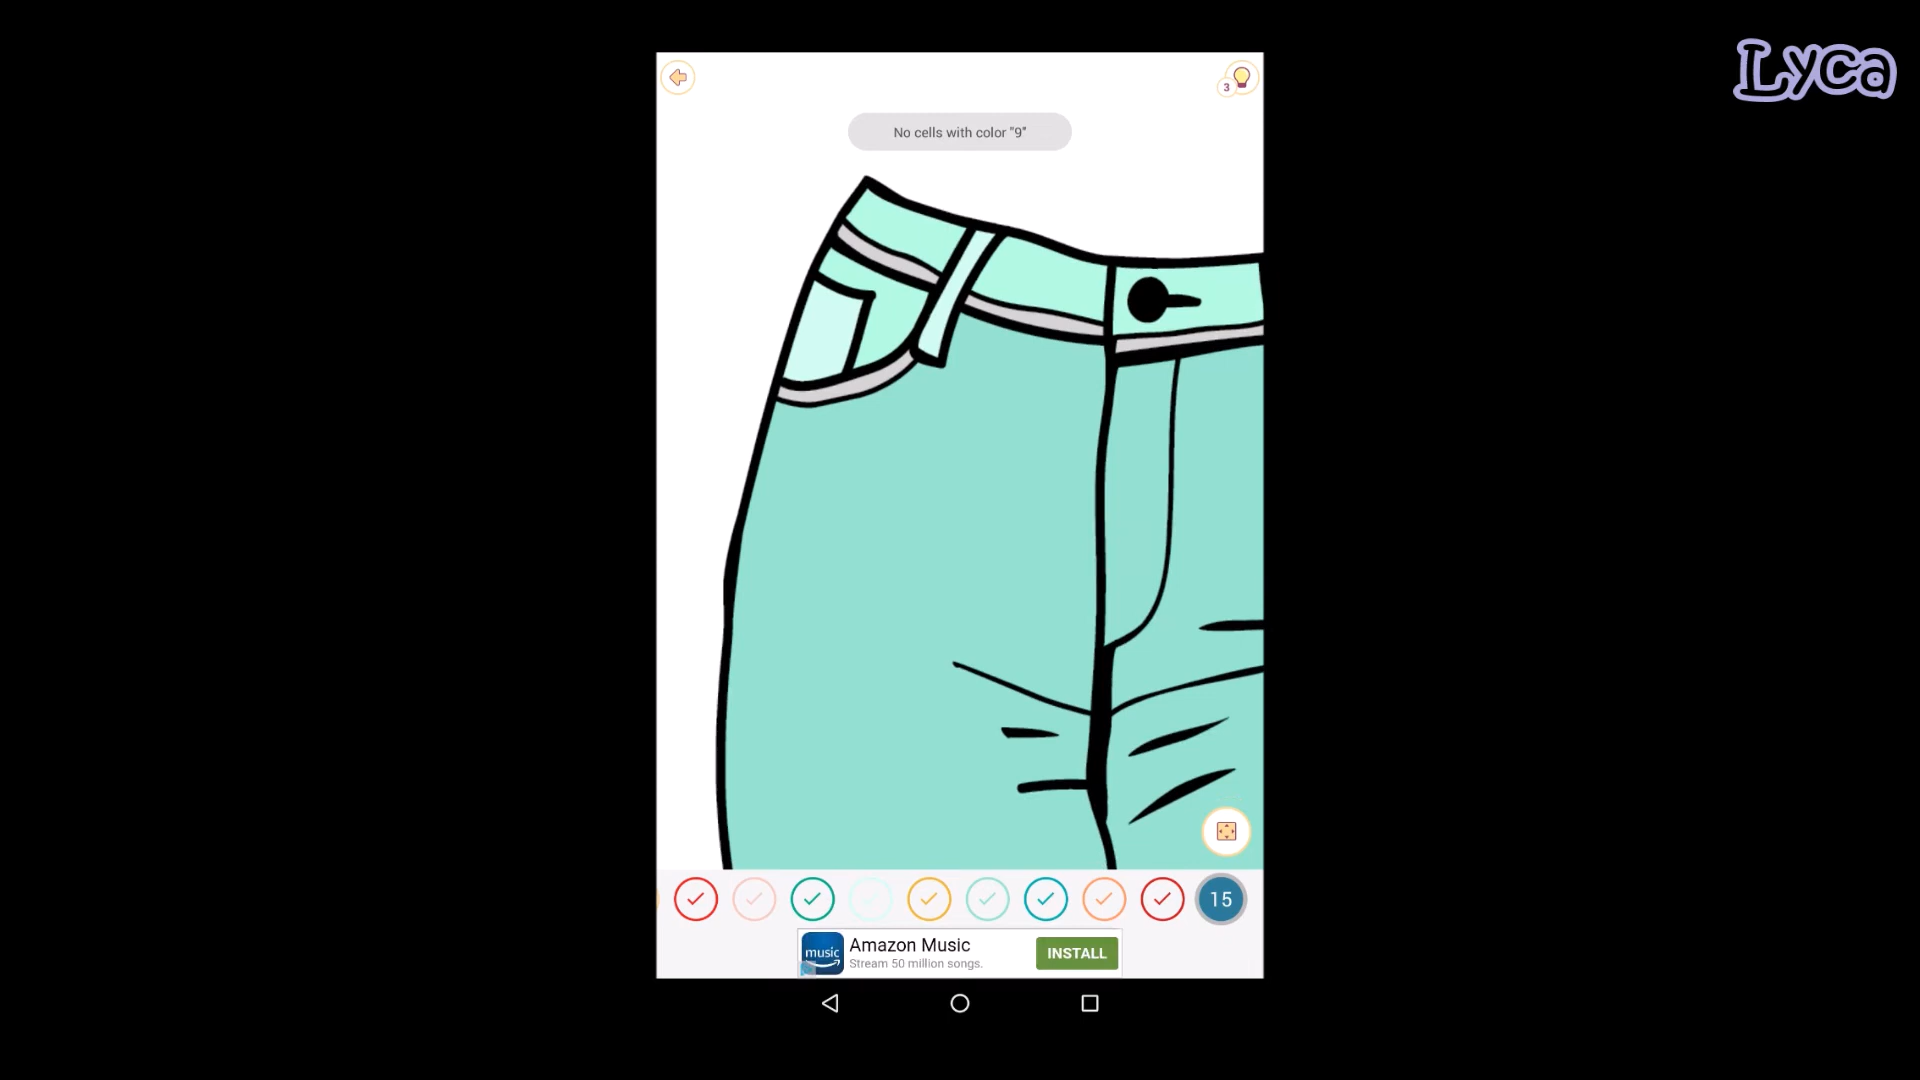 Lyca
3
No cells with color "9"
15
music
Amazon Music
Stream 50 million songs.
INSTALL